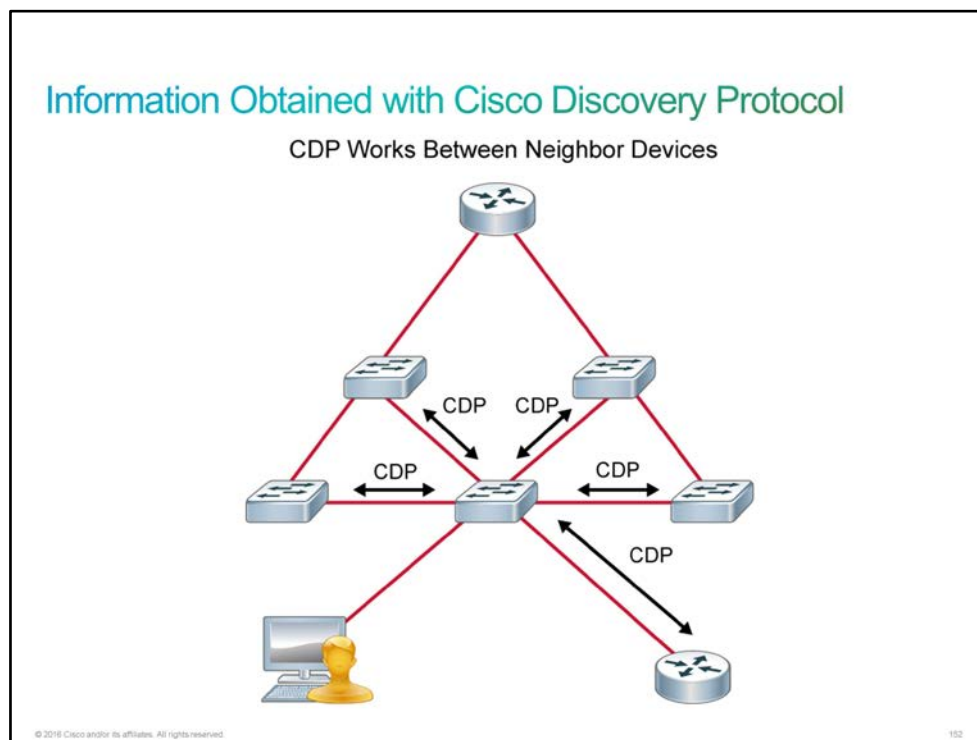 Information Obtained with Cisco Discovery Protocol
CDP Works Between Neighbor Devices
CDP
CDP
CDP
CDP
CDP
© 2016 Cisco and/or its affiliates. All rights reserved.
152